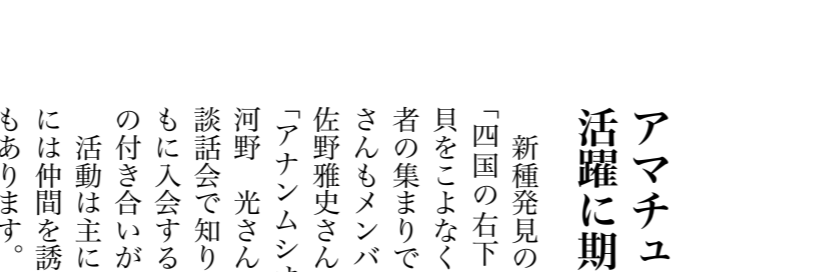 アマチュ
活躍に期
新種発見の
「四国の右下
貝をこよなく
者の集まりで
さんもメンバ
佐野雅史さん
「アナンムシ
河野　光さん
談話会で知り
もに入会する
の付き合いが
活動は主に
には仲間を誘
もあります。